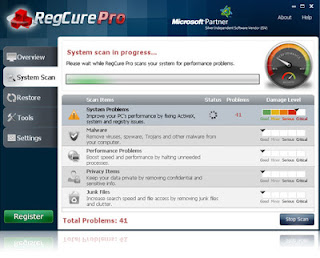 RegCure Pro
Microsoft Partner
Silver Independent Software Vendor (ISV)
About
Help
Overview
System Scan
Restore
Tools
Settings
Register
System scan in progress...
Please wait while RegCure Pro scans your system for performance problems.
Scan Items
Status
Problems
Damage Level
System Problems
Improve your PC's performance by fixing ActiveX, system and registry issues.
41
Good Minor Serious Critical
Malware
Remove viruses, spyware, Trojans and other malware from your computer.
Good Minor Serious Critical
Performance Problems
Boost speed and performance by halting unneeded processes.
Good Minor Serious Critical
Privacy Items
Keep your data private by removing confidential and sensitive info.
Good Minor Serious Critical
Junk Files
Increase search speed and file access by removing junk files and clutter.
Good Minor Serious Critical
Total Problems: 41
Stop Scan